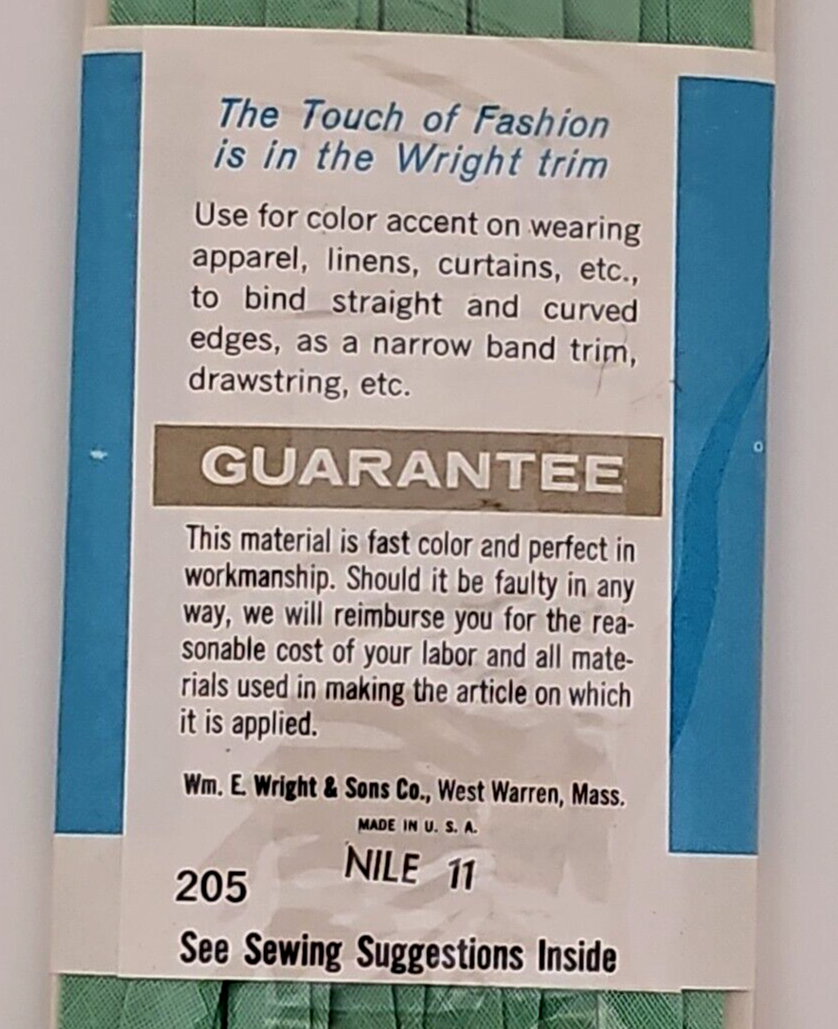 The Touch of Fashion
is in the Wright trim
Use for color accent on wearing
apparel, linens, curtains, etc.,
to bind straight and curved
edges, as a narrow band trim,
drawstring, etc.
GUARANTEE
This material is fast color and perfect in
workmanship. Should it be faulty in any
way, we will reimburse you for the rea-
sonable cost of your labor and all mate-
rials used in making the article on which
it is applied.
Wm. E. Wright & Sons Co., West Warren, Mass.
MADE IN U. S. A.
NILE 11
205
See Sewing Suggestions Inside